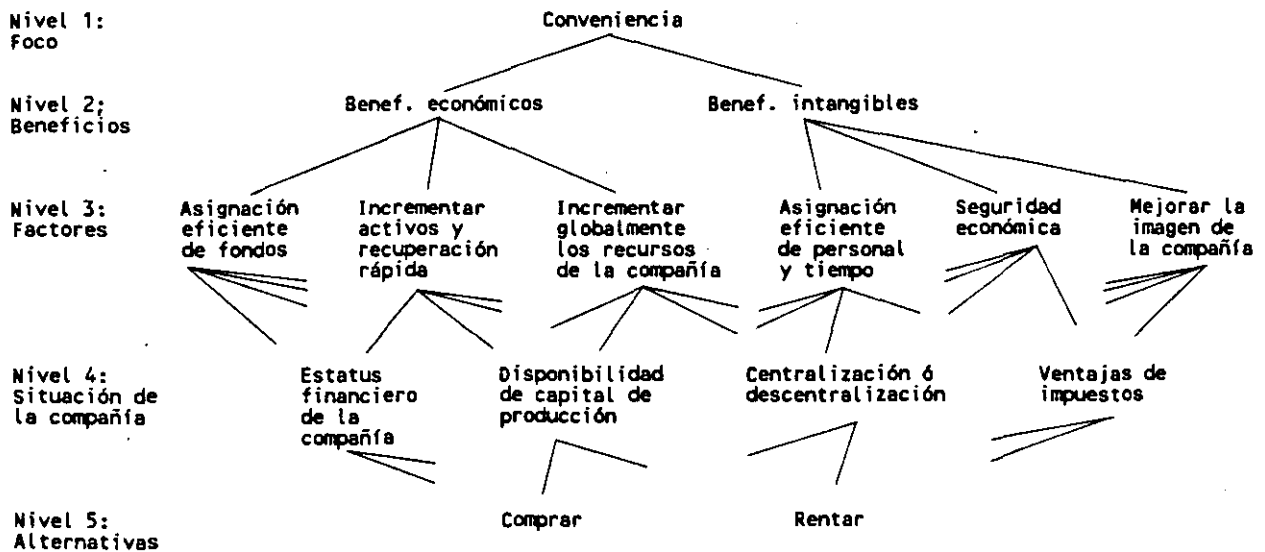 Nivel 1:
Foco
Conveniencia
Nivel 2;
Beneficios
Benef. económicos
Benef. intangibles
Nivel 3:
Factores
Asignación
eficiente
de fondos
Incrementar
activos y
recuperación
rápida
Incrementar
globalmente
los recursos
de la compañía
Asignación
eficiente
de personal
y tiempo
Seguridad
económica
Mejorar la
imagen de
la compañía
Nivel 4:
Situación de
la compañía
Estatus
financiero
de la
compañía
Disponibilidad
de capital de
producción
Centralización ó
descentralización
Ventajas de
impuestos
Nivel 5:
Alternativas
Comprar
Rentar